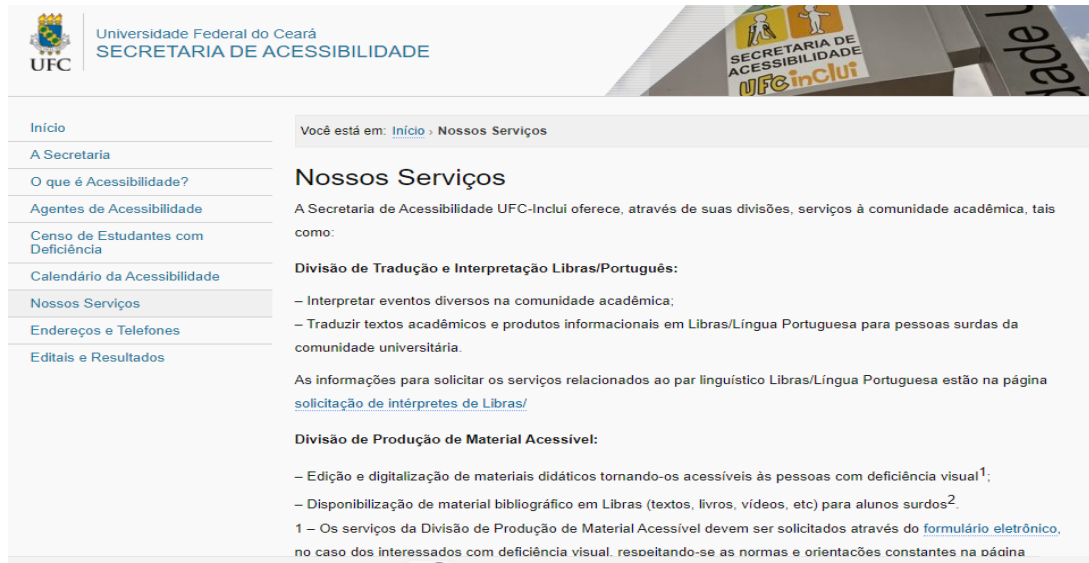 UFC
Universidade Federal do Ceará
SECRETARIA DE ACESSIBILIDADE
SECRETARIA DE
ACESSIBILIDADE
UFC inclui
Início
A Secretaria
O que é Acessibilidade?
Agentes de Acessibilidade
Censo de Estudantes com
Deficiência
Calendário da Acessibilidade
Nossos Serviços
Endereços e Telefones
Editais e Resultados
Você está em: Início › Nossos Serviços
Nossos Serviços
A Secretaria de Acessibilidade UFC-Inclui oferece, através de suas divisões, serviços à comunidade acadêmica, tais
como:
Divisão de Tradução e Interpretação Libras/Português:
– Interpretar eventos diversos na comunidade acadêmica;
– Traduzir textos acadêmicos e produtos informacionais em Libras/Língua Portuguesa para pessoas surdas da
comunidade universitária.
As informações para solicitar os serviços relacionados ao par linguístico Libras/Língua Portuguesa estão na página
solicitação de intérpretes de Libras/
Divisão de Produção de Material Acessível:
– Edição e digitalização de materiais didáticos tornando-os acessíveis às pessoas com deficiência visual1;
– Disponibilização de material bibliográfico em Libras (textos, livros, vídeos, etc) para alunos surdos2.
1 – Os serviços da Divisão de Produção de Material Acessível devem ser solicitados através do formulário eletrônico,
no caso dos interessados com deficiência visual, respeitando-se as normas e orientações constantes na página